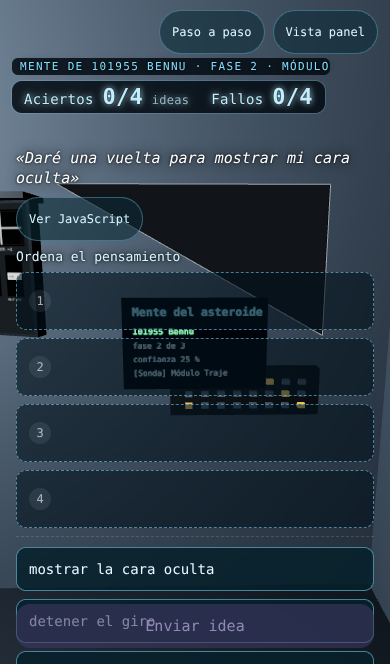 Paso a paso
Vista panel
MENTE DE 101955 BENNU · FASE 2 · MÓDULO
Aciertos 0/4 ideas Fallos 0/4
«Daré una vuelta para mostrar mi cara
oculta»
Ver JavaScript
Ordena el pensamiento
1
Mente del asteroide
101955 Bennu
fase 2 de 3
2
confianza 25 %
[Sonda] Módulo Traje
3
4
mostrar la cara oculta
detener el giro
Enviar idea